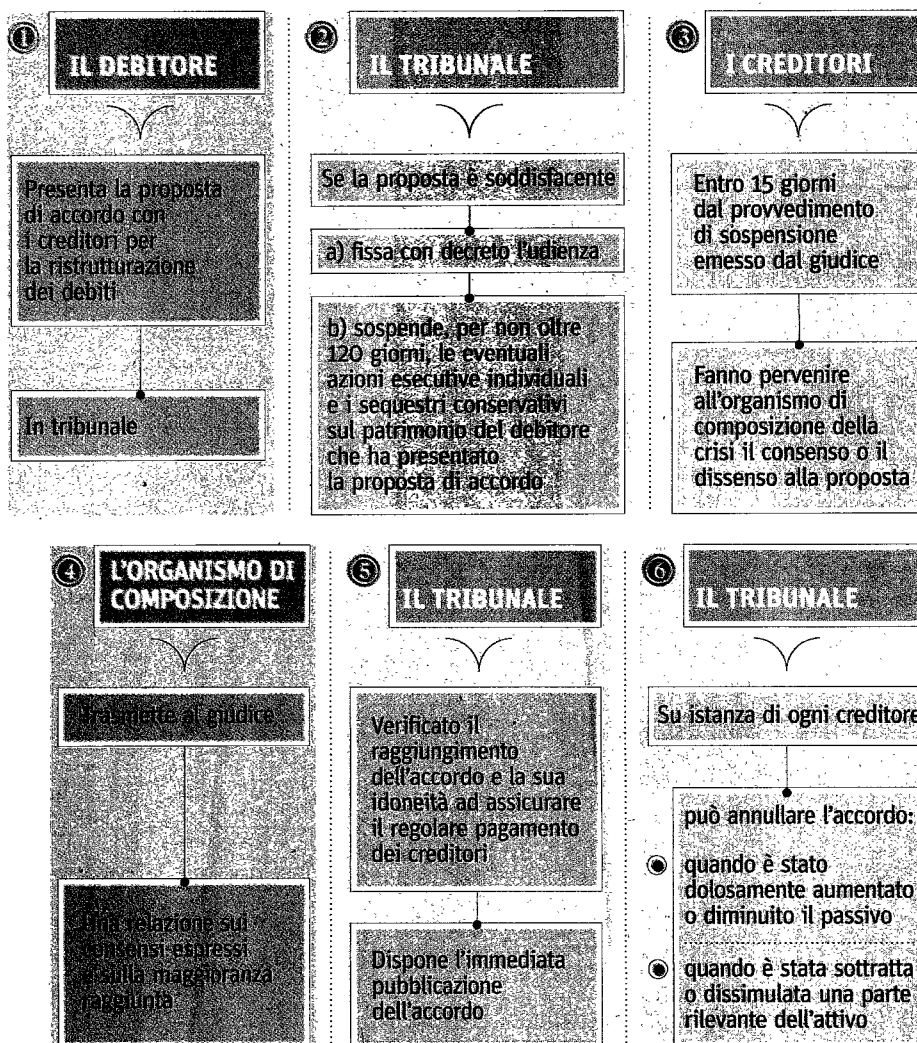 1
IL DEBITORE
Presenta la proposta
di accordo con
i creditori per
la ristrutturazione
dei debiti
In tribunale
2
IL TRIBUNALE
Se la proposta è soddisfacente
a) fissa con decreto l'udienza
b) sospende, per non oltre
120 giorni, le eventuali
azioni esecutive individuali
e i sequestri conservativi
sul patrimonio del debitore
che ha presentato
la proposta di accordo
3
I CREDITORI
Entro 15 giorni
dal provvedimento
di sospensione
emesso dal giudice
Fanno pervenire
all'organismo di
composizione della
crisi il consenso o il
dissenso alla proposta
4
L'ORGANISMO DI
COMPOSIZIONE
Trasmette al giudice
Una relazione sui
consensi espressi
e sulla maggioranza
raggiunta
5
IL TRIBUNALE
Verificato il
raggiungimento
dell'accordo e la sua
idoneità ad assicurare
il regolare pagamento
dei creditori
Dispone l'immediata
pubblicazione
dell'accordo
6
IL TRIBUNALE
Su istanza di ogni creditore
può annullare l'accordo:
quando è stato
dolosamente aumentato
o diminuito il passivo
quando è stata sottratta
o dissimulata una parte
rilevante dell'attivo